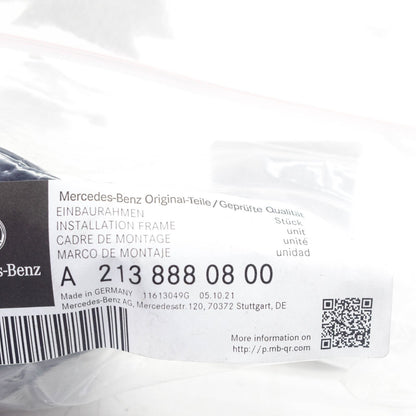 Mercedes-Benz Original-Teile/Geprüfte Qualität
EINBAURAHMEN Stück
INSTALLATION FRAME unit
CADRE DE MONTAGE unité
MARCO DE MONTAJE unidad
s-Benz
A 213 888 08 00
Made in GERMANY 11613049G 05.10.21
Mercedes-Benz AG, Mercedesstr.120, 70372 Stuttgart, DE
More information on
http://p.mb-qr.com/